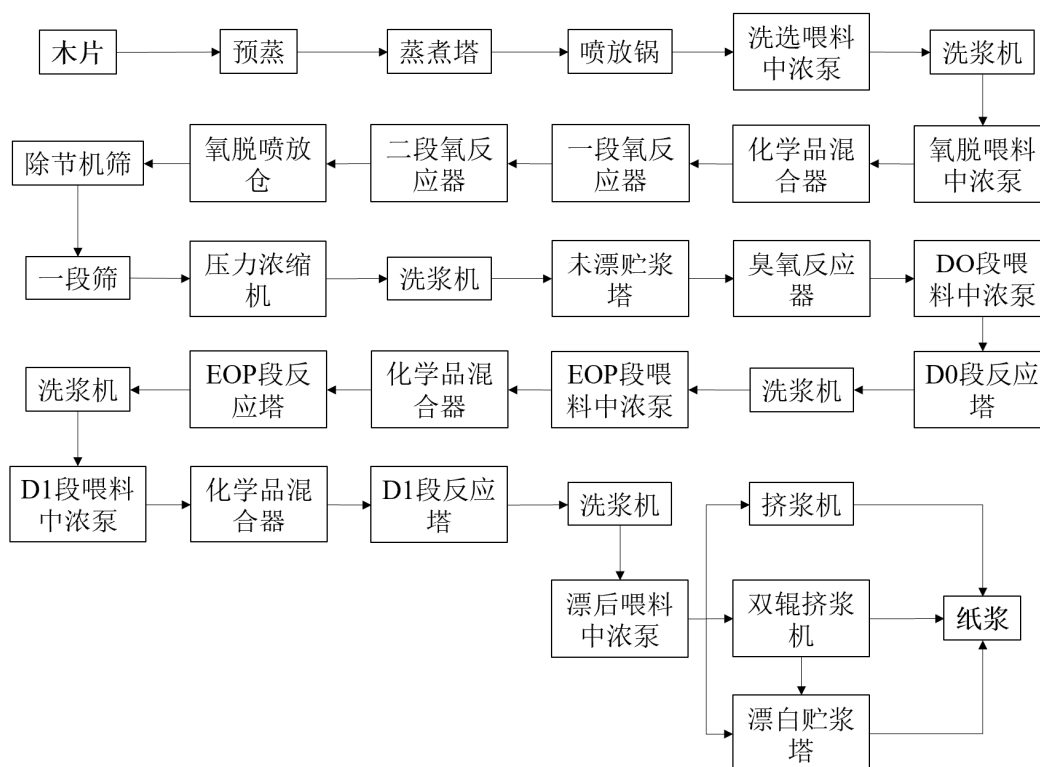 木片
预蒸
蒸煮塔
喷放锅
洗选喂料
中浓泵
洗浆机
氧脱喂料
中浓泵
化学品混
合器
一段氧反
应器
二段氧反
应器
氧脱喷放
仓
除节机筛
一段筛
压力浓缩
机
洗浆机
未漂贮浆
塔
臭氧反应
器
DO段喂
料中浓泵
D0段反应
塔
洗浆机
EOP段喂
料中浓泵
化学品混
合器
EOP段反
应塔
洗浆机
D1段喂料
中浓泵
化学品混
合器
D1段反应
塔
洗浆机
漂后喂料
中浓泵
挤浆机
双辊挤浆
机
漂白贮浆
塔
纸浆